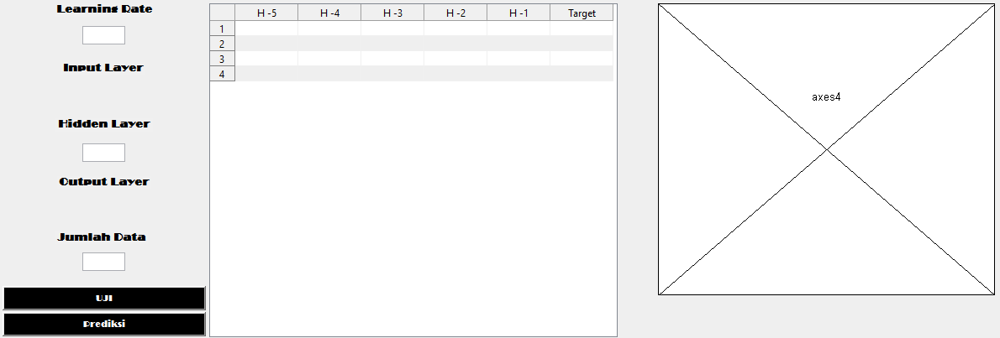 Learning Rate
Input Layer
Hidden Layer
Output Layer
Jumlah Data
UJI
Prediksi
H -5 H -4 H -3 H -2 H -1 Target
1
2
3
4
axes4